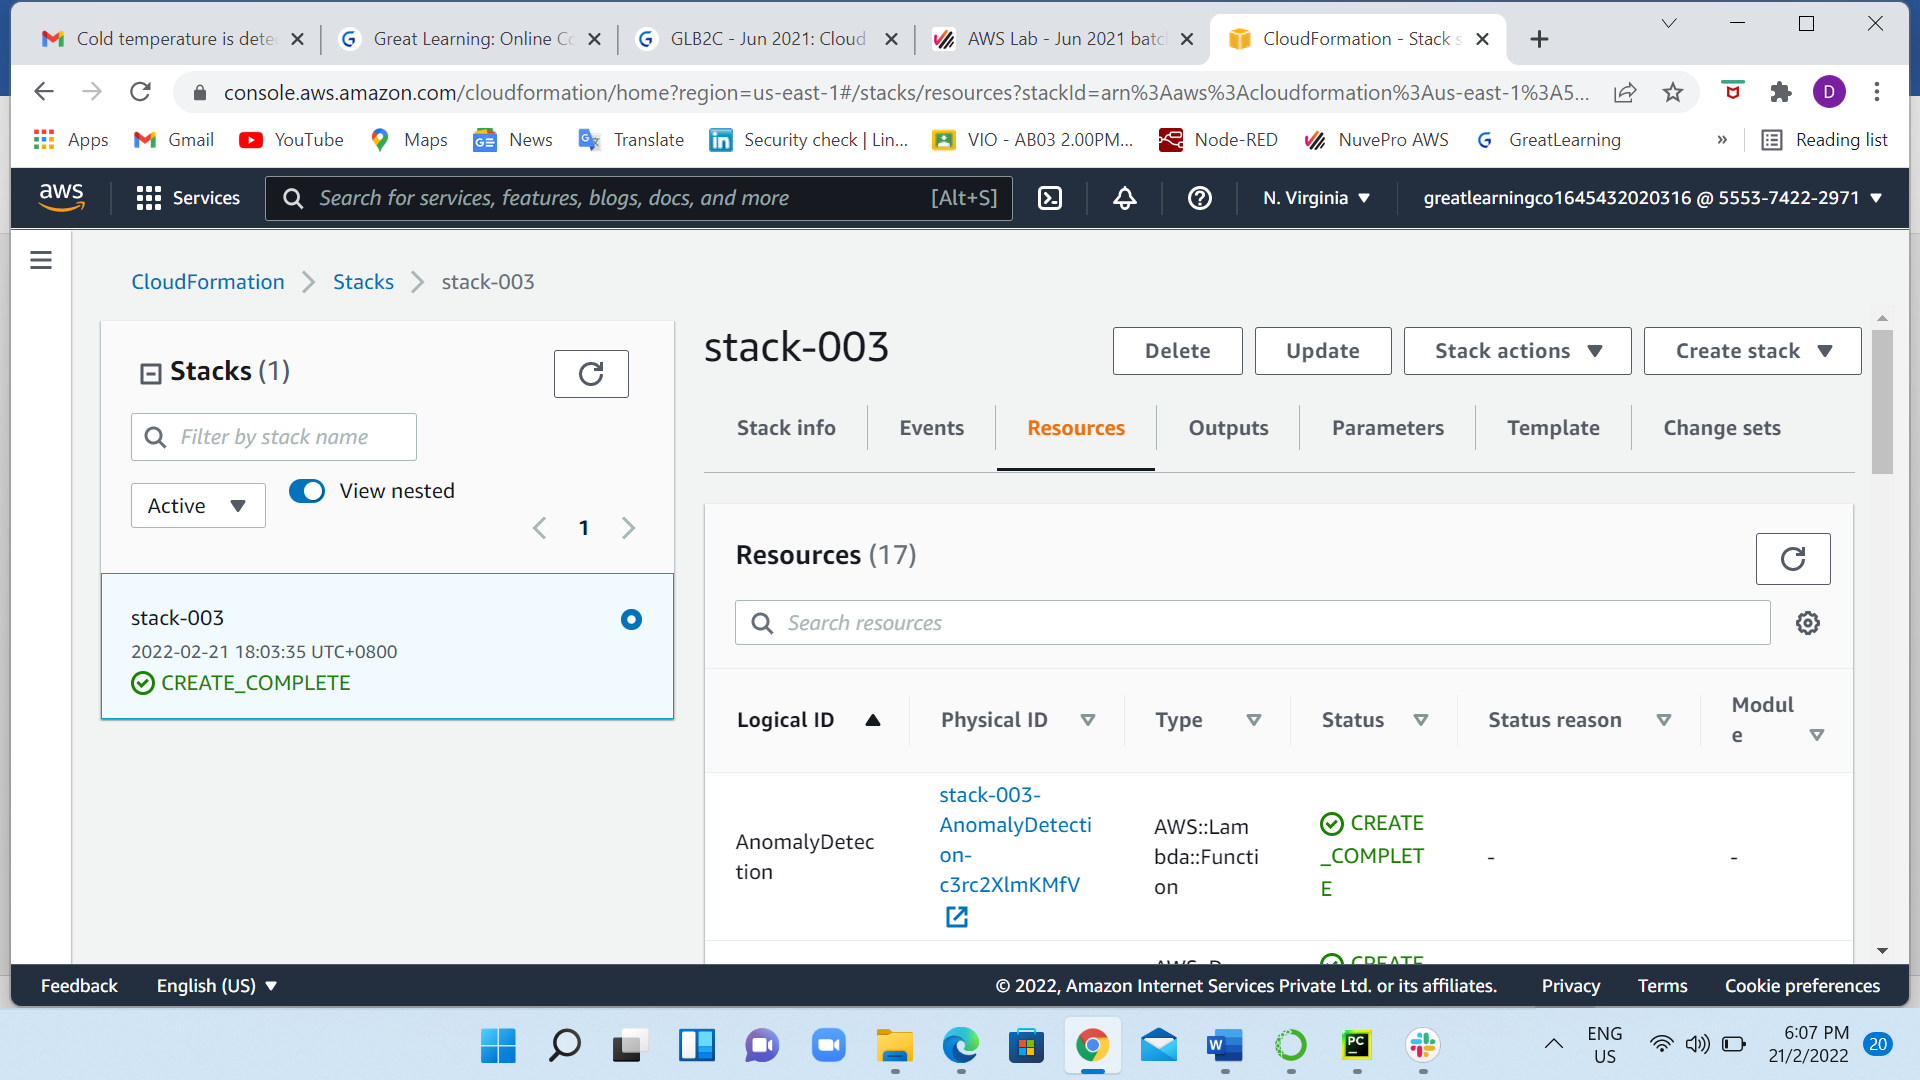 Cold temperature is dete
Great Learning: Online Co
GLB2C - Jun 2021: Cloud
AWS Lab - Jun 2021 batc
CloudFormation - Stack s
console.aws.amazon.com/cloudformation/home?region=us-east-1#/stacks/resources?stackId=arn%3Aaws%3Acloudformation%3Aus-east-1%3A5...
D
Apps
Gmail
YouTube
Maps
News
Translate
Security check | Lin...
VIO - AB03 2.00PM...
Node-RED
NuvePro AWS
GreatLearning
»
Reading list
aws
Services
Search for services, features, blogs, docs, and more
[Alt+S]
N. Virginia
greatlearningco1645432020316 @ 5553-7422-2971
CloudFormation
Stacks
stack-003
Stacks (1)
Filter by stack name
Active
View nested
1
stack-003
2022-02-21 18:03:35 UTC+0800
CREATE_COMPLETE
stack-003
Delete
Update
Stack actions
Create stack
Stack info
Events
Resources
Outputs
Parameters
Template
Change sets
Resources (17)
Search resources
Logical ID
Physical ID
Type
Status
Status reason
Modul
e
AnomalyDetec
tion
stack-003-
AnomalyDetecti
on-
c3rc2XlmKMfV
AWS::Lam
bda::Functi
on
CREATE
_COMPLET
E
-
-
CREATE
Feedback
English (US)
© 2022, Amazon Internet Services Private Ltd. or its affiliates.
Privacy
Terms
Cookie preferences
W
PC
ENG
US
6:07 PM
21/2/2022
20